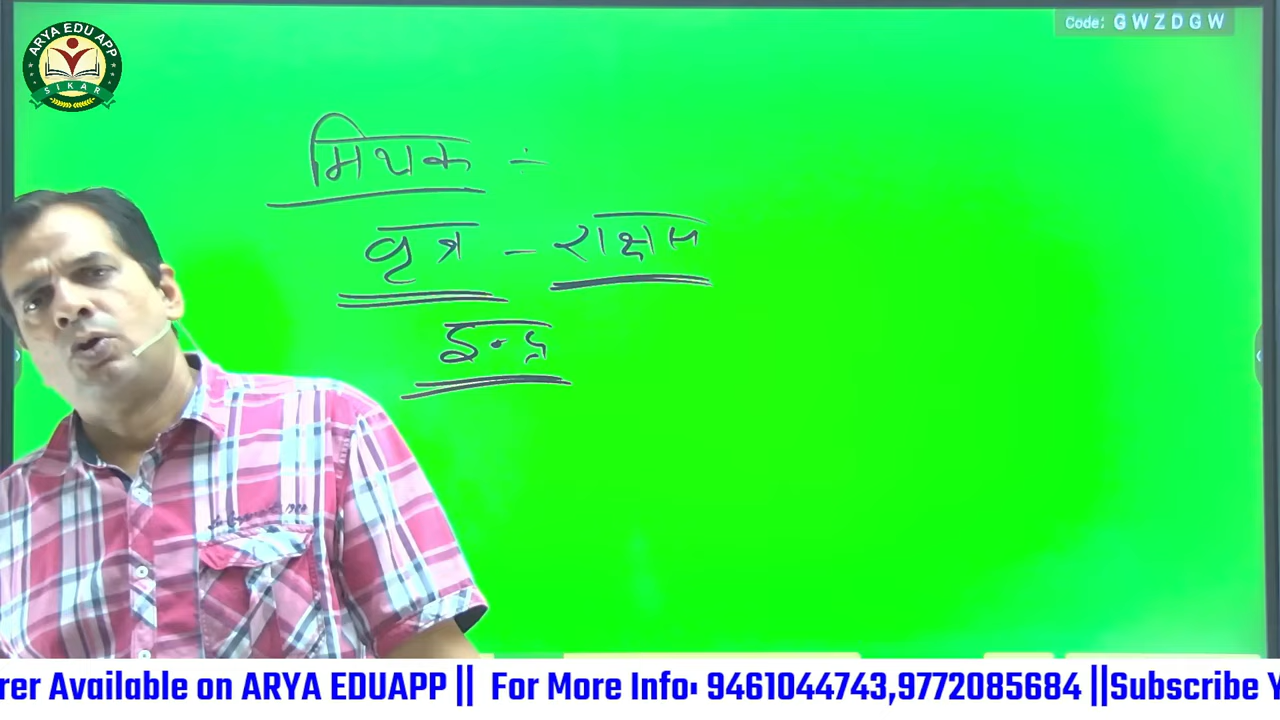 ARYA EDU APP
SIKAR
Code: GWZDGW
मिथक ÷
वृत्र - राक्षस
इन्द्र
rer Available on ARYA EDUAPP || For More Info: 9461044743,9772085684 ||Subscribe Y